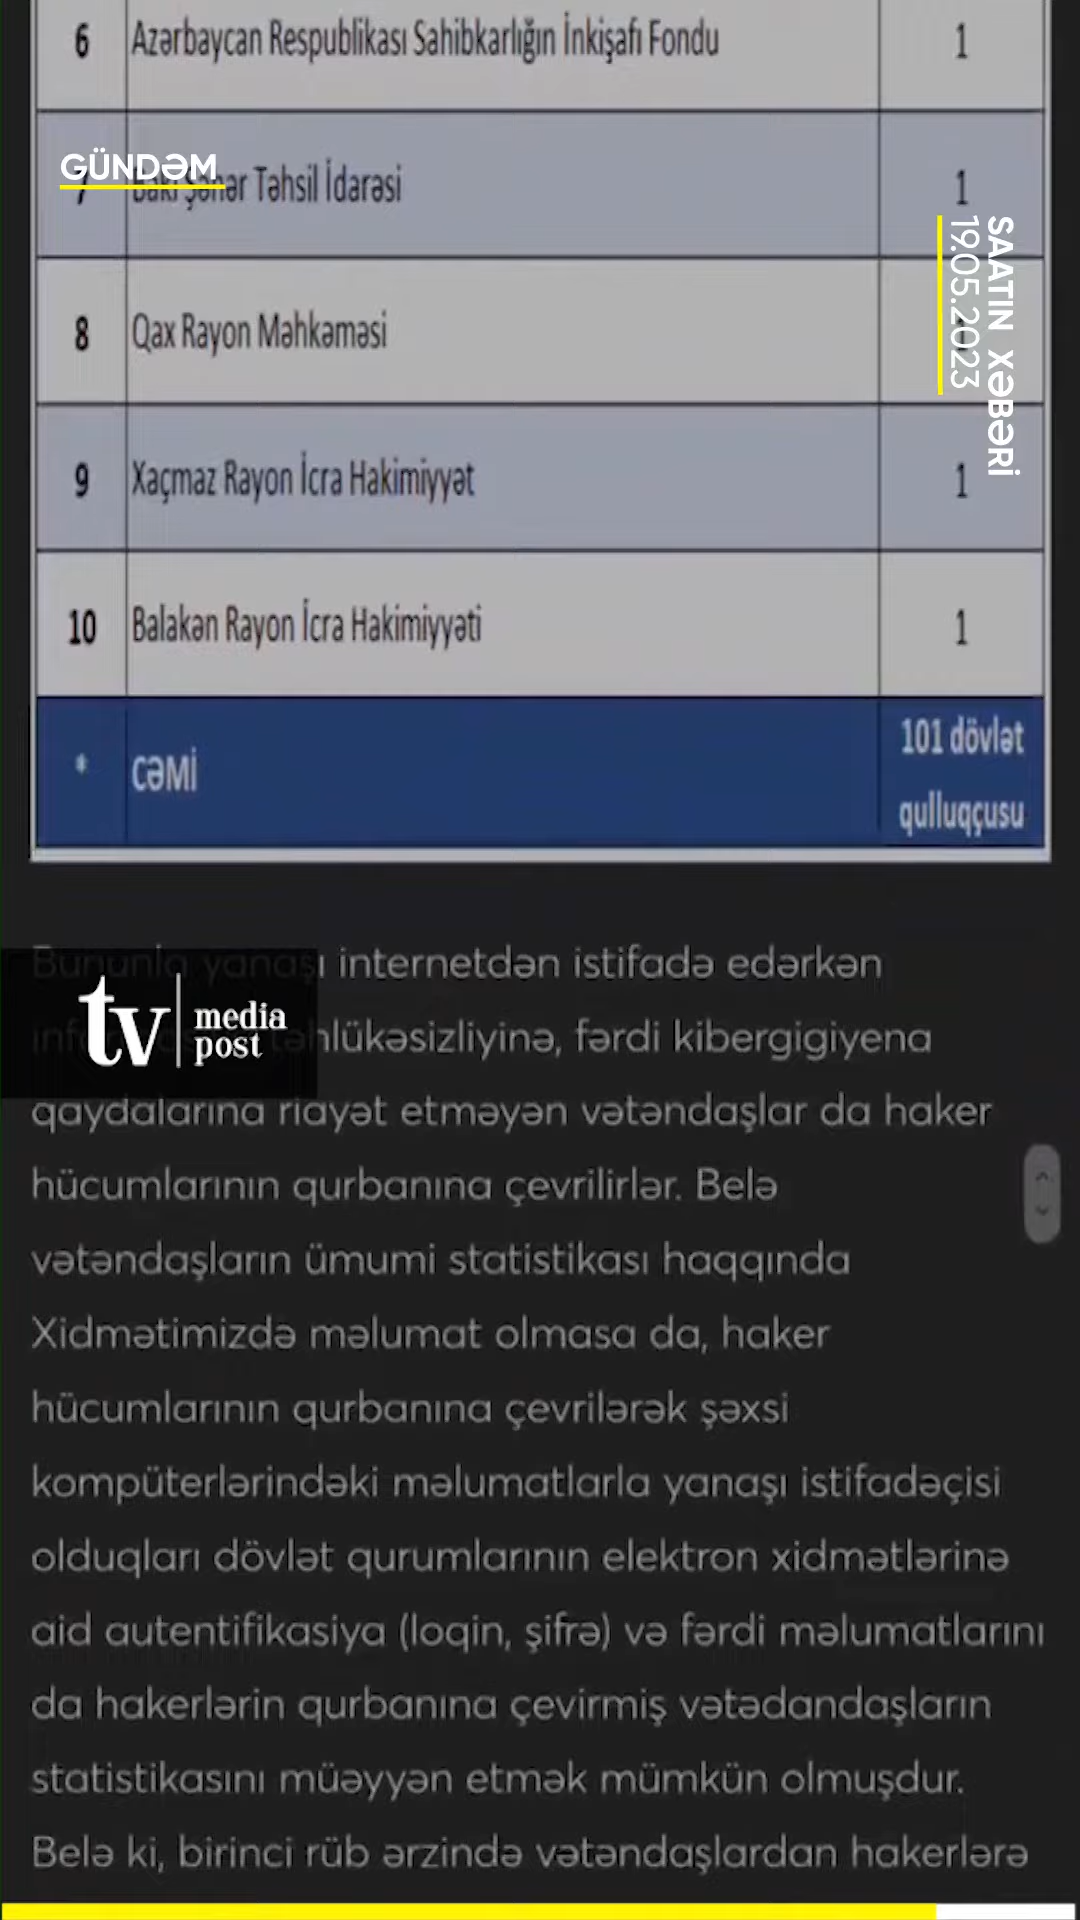 6 Azərbaycan Respublikası Sahibkarlığın İnkişafı Fondu 1
GÜNDƏM
7 Bakı Şəhər Təhsil İdarəsi 1
SAATIN XƏBƏRİ
19.05.2023
8 Qax Rayon Məhkəməsi
9 Xaçmaz Rayon İcra Hakimiyyət 1
10 Balakən Rayon İcra Hakimiyyəti 1
* CƏMİ 101 dövlət
qulluqçusu
Bununla yanaşı internetdən istifadə edərkən
tv media
post
təhlükəsizliyinə, fərdi kibergigiyena
qaydalarına riayət etməyən vətəndaşlar da haker
hücumlarının qurbanına çevrilirlər. Belə
vətəndaşların ümumi statistikası haqqında
Xidmətimizdə məlumat olmasa da, haker
hücumlarının qurbanına çevrilərək şəxsi
kompüterlərindəki məlumatlarla yanaşı istifadəçisi
olduqları dövlət qurumlarının elektron xidmətlərinə
aid autentifikasiya (loqin, şifrə) və fərdi məlumatlarını
da hakerlərin qurbanına çevirmiş vətədandaşların
statistikasını müəyyən etmək mümkün olmuşdur.
Belə ki, birinci rüb ərzində vətəndaşlardan hakerlərə